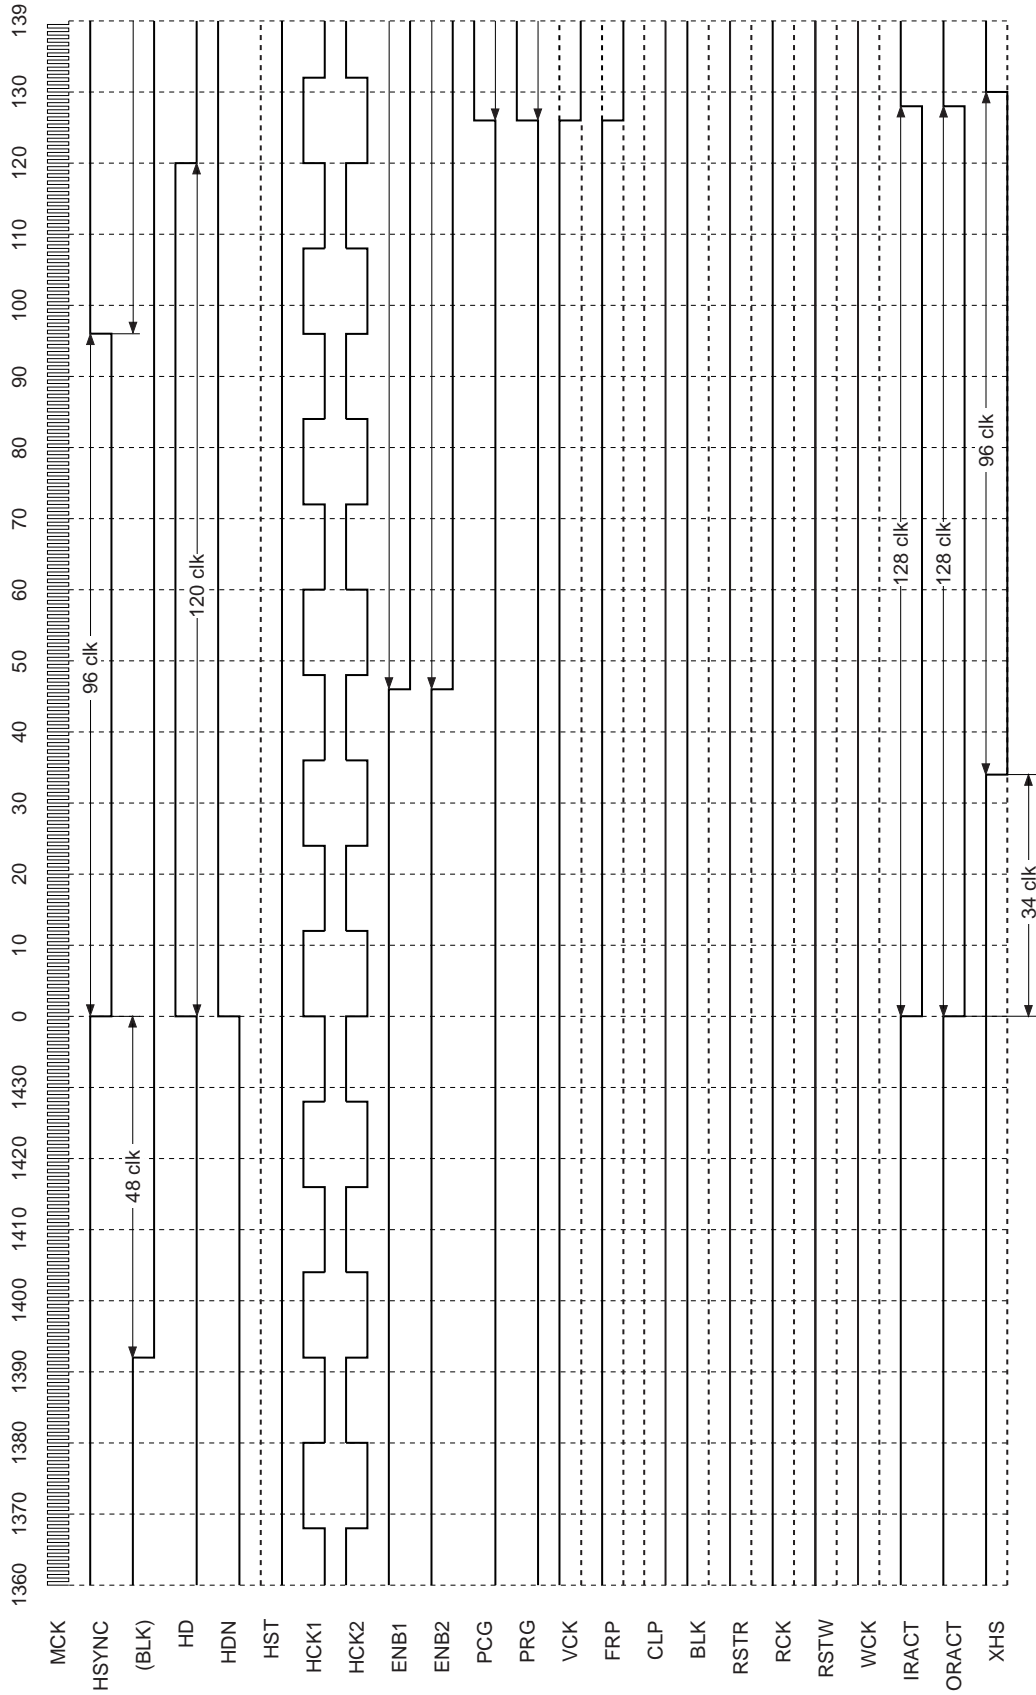 MCK
HSYNC
(BLK)
HD
HDN
HST
HCK1
HCK2
ENB1
ENB2
PCG
PRG
VCK
FRP
CLP
BLK
RSTR
RCK
RSTW
WCK
IRACT
ORACT
XHS
1360
1370
1380
1390
1400
1410
1420
1430
0
10
20
30
40
50
60
70
80
90
100
110
120
130
139
96 clk
48 clk
120 clk
128 clk
128 clk
96 clk
34 clk